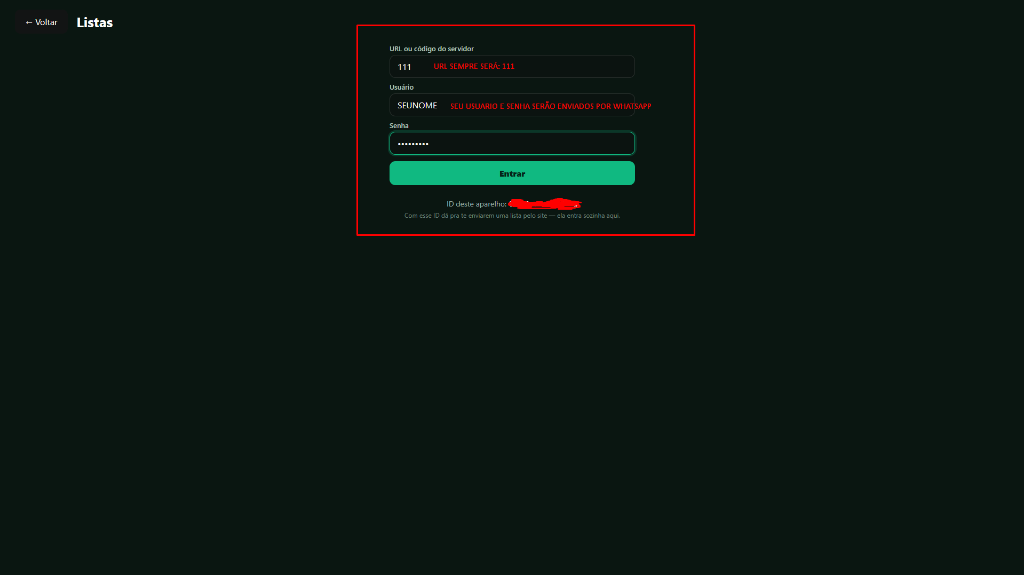 ← Voltar Listas
URL ou código do servidor
111 URL SEMPRE SERÁ: 111
Usuário
SEUNOME SEU USUARIO E SENHA SERÃO ENVIADOS POR WHATSAPP
Senha
•••••••••
Entrar
ID deste aparelho:
Com esse ID dá pra te enviarem uma lista pelo site — ela entra sozinha aqui.